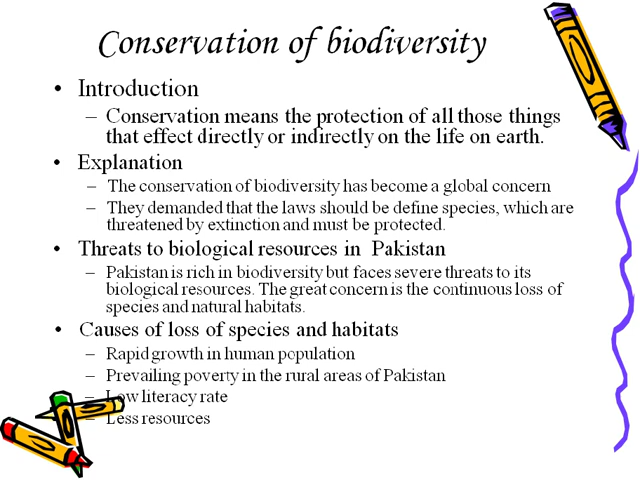 Conservation of biodiversity
• Introduction
– Conservation means the protection of all those things
that effect directly or indirectly on the life on earth.
• Explanation
– The conservation of biodiversity has become a global concern
– They demanded that the laws should be define species, which are
threatened by extinction and must be protected.
• Threats to biological resources in Pakistan
– Pakistan is rich in biodiversity but faces severe threats to its
biological resources. The great concern is the continuous loss of
species and natural habitats.
• Causes of loss of species and habitats
– Rapid growth in human population
– Prevailing poverty in the rural areas of Pakistan
– Low literacy rate
– Less resources